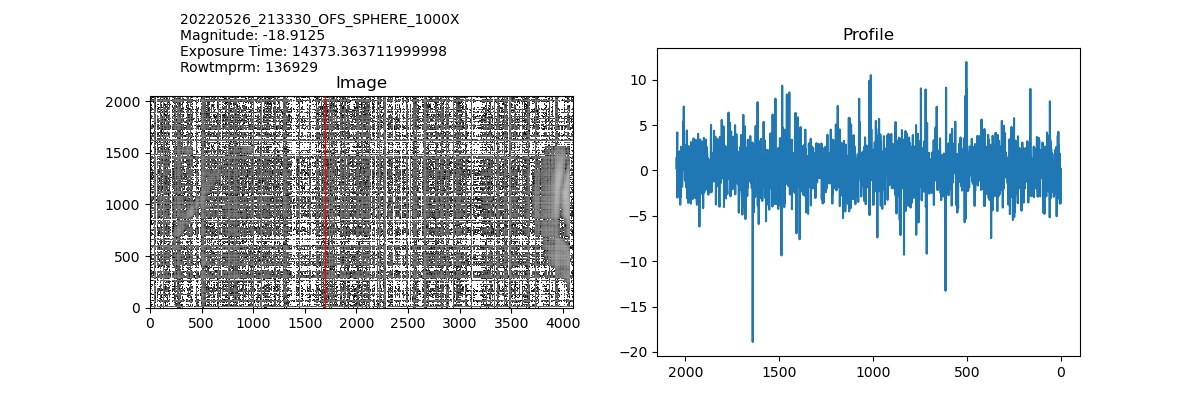 20220526_213330_OFS_SPHERE_1000X
Magnitude: -18.9125
Exposure Time: 14373.363711999998
Rowtmprm: 136929
Image
2000
1500
1000
500
0
0 500 1000 1500 2000 2500 3000 3500 4000
Profile
10
5
0
−5
−10
−15
−20
2000 1500 1000 500 0